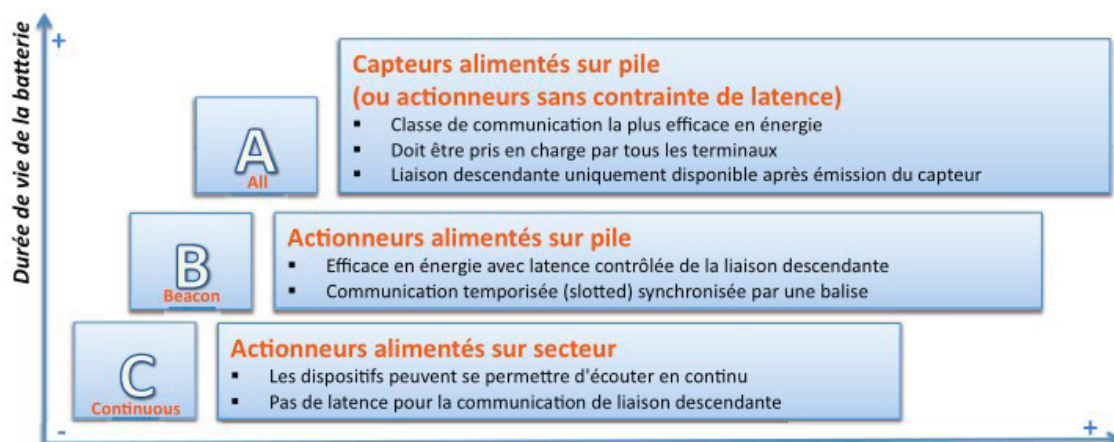 Durée de vie de la batterie
+
Capteurs alimentés sur pile
(ou actionneurs sans contrainte de latence)
▪ Classe de communication la plus efficace en énergie
▪ Doit être pris en charge par tous les terminaux
▪ Liaison descendante uniquement disponible après émission du capteur
A
All
Actionneurs alimentés sur pile
▪ Efficace en énergie avec latence contrôlée de la liaison descendante
▪ Communication temporisée (slotted) synchronisée par une balise
B
Beacon
Actionneurs alimentés sur secteur
▪ Les dispositifs peuvent se permettre d'écouter en continu
▪ Pas de latence pour la communication de liaison descendante
C
Continuous
-
+